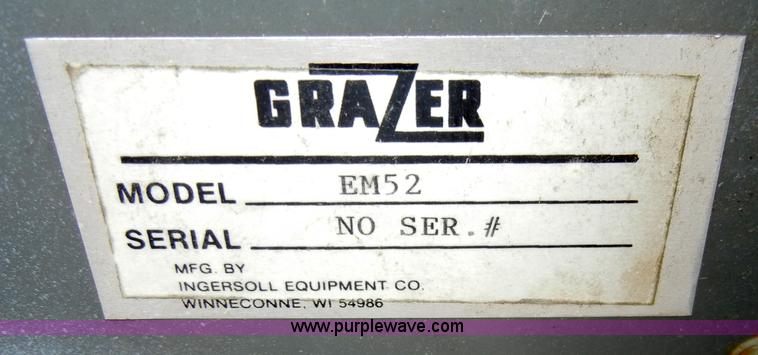 GRAZER
MODEL EM52
SERIAL NO SER.#
MFG. BY
INGERSOLL EQUIPMENT CO.
WINNECONNE, WI 54986
www.purplewave.com